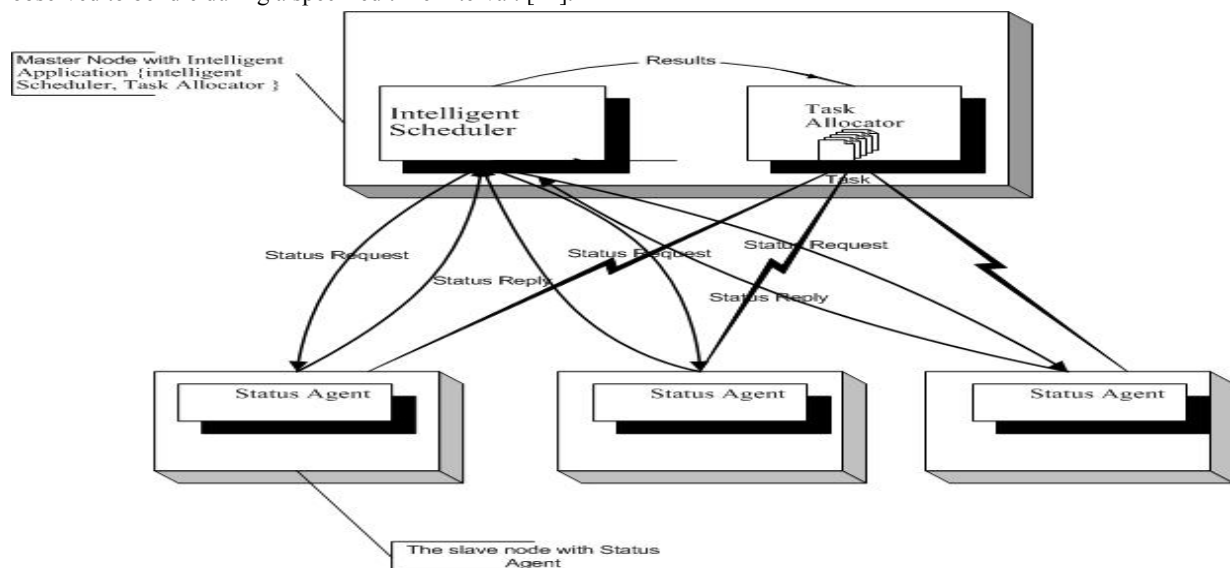 Master Node with Intelligent
Application {intelligent
Scheduler, Task Allocator }
Results
Intelligent
Scheduler
Task
Allocator
Task
Status Request
Status Request
Status Request
Status Reply
Status Reply
Status Agent
Status Agent
Status Agent
The slave node with Status
Agent